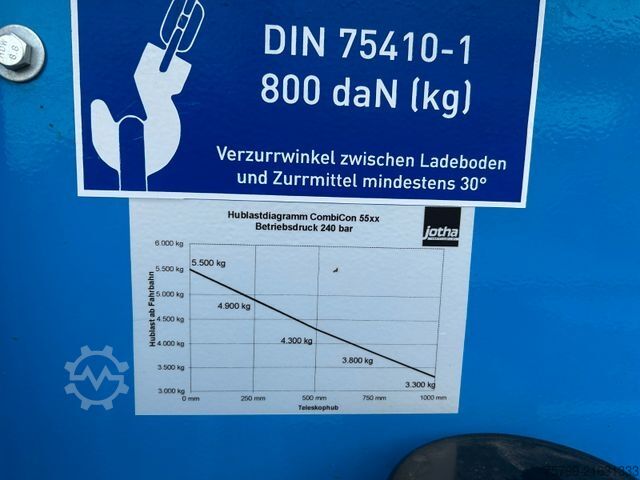 DIN 75410-1
800 daN (kg)
Verzurrwinkel zwischen Ladeboden
und Zurrmittel mindestens 30°
Hublastdiagramm CombiCon 55xx
Betriebsdruck 240 bar
jotha
Hublast ab Fahrbahn
6.000 kg
5.500 kg
5.000 kg
4.500 kg
4.000 kg
3.500 kg
3.000 kg
5.500 kg
4.900 kg
4.300 kg
3.800 kg
3.300 kg
0 mm
250 mm
500 mm
750 mm
1000 mm
Teleskophub